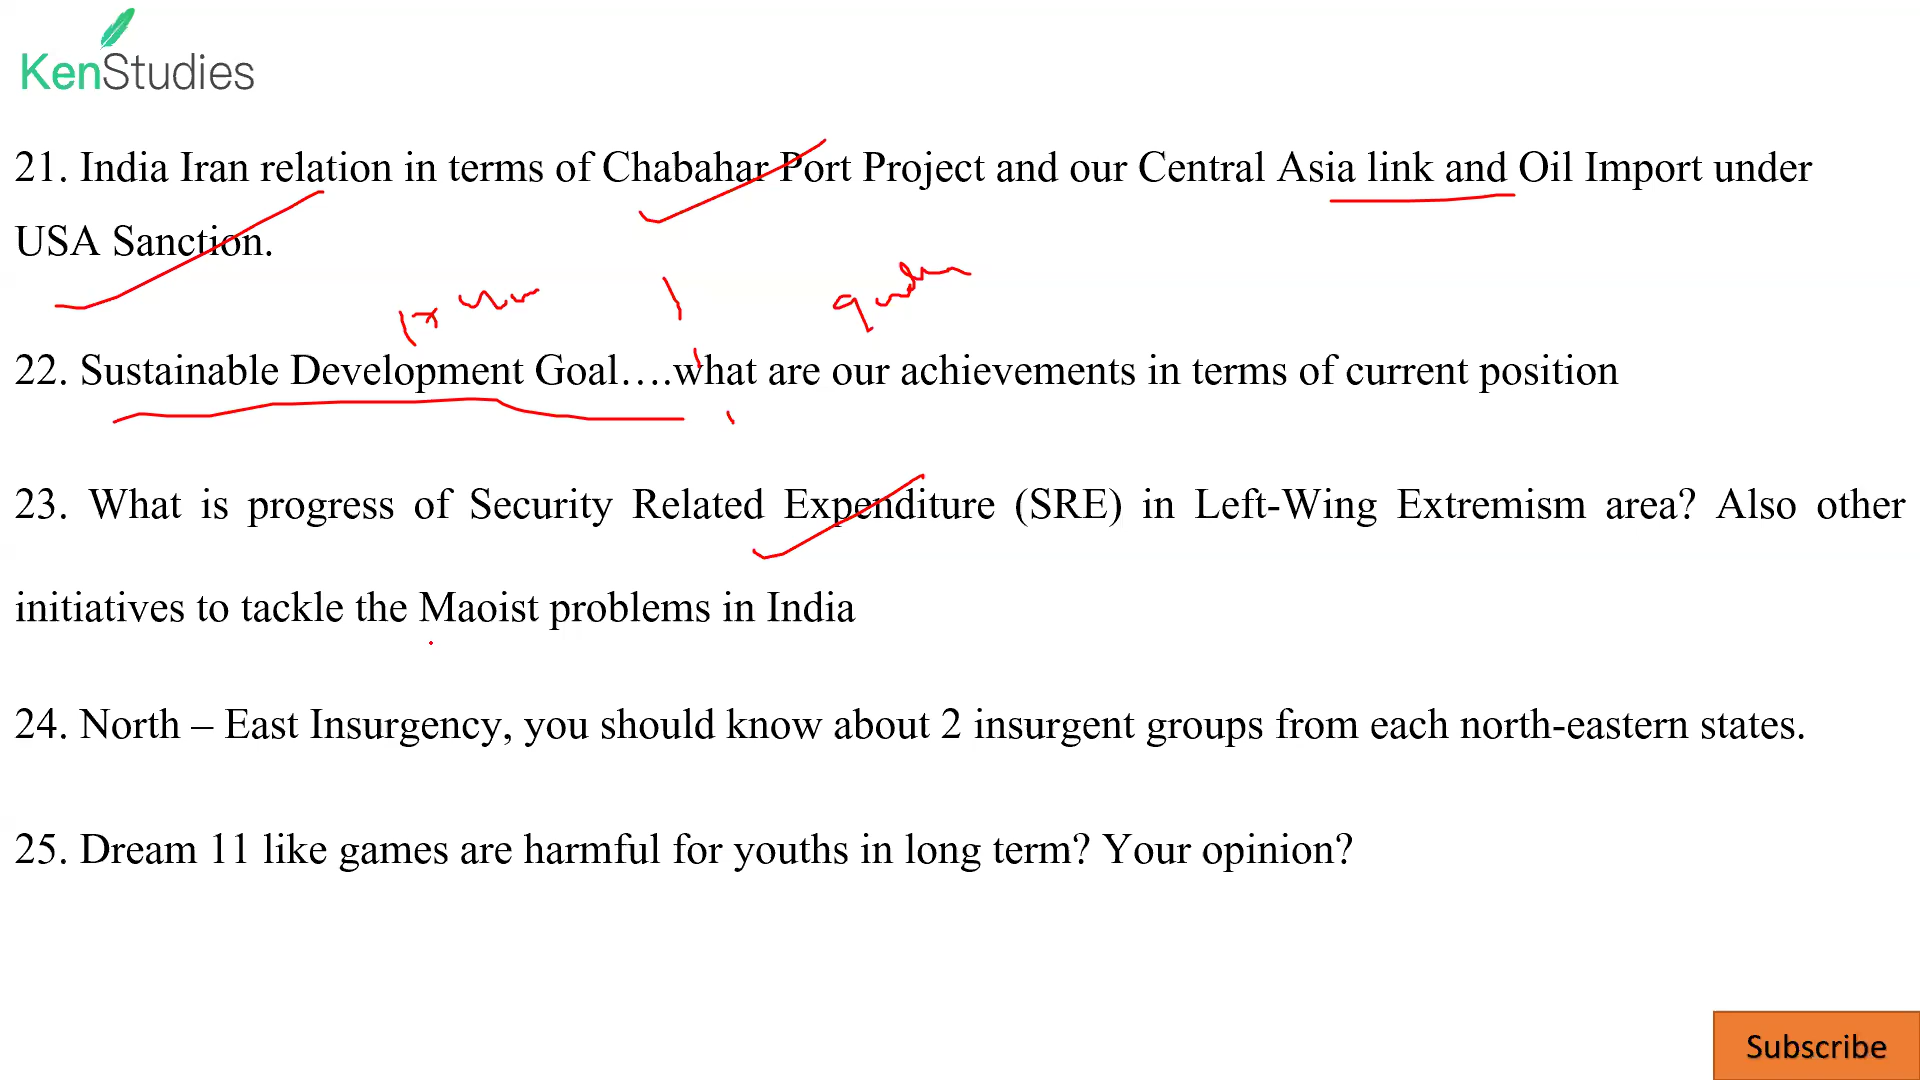 KenStudies
21. India Iran relation in terms of Chabahar Port Project and our Central Asia link and Oil Import under
USA Sanction.
22. Sustainable Development Goal....what are our achievements in terms of current position
23. What is progress of Security Related Expenditure (SRE) in Left-Wing Extremism area? Also other
initiatives to tackle the Maoist problems in India
24. North – East Insurgency, you should know about 2 insurgent groups from each north-eastern states.
25. Dream 11 like games are harmful for youths in long term? Your opinion?
Subscribe